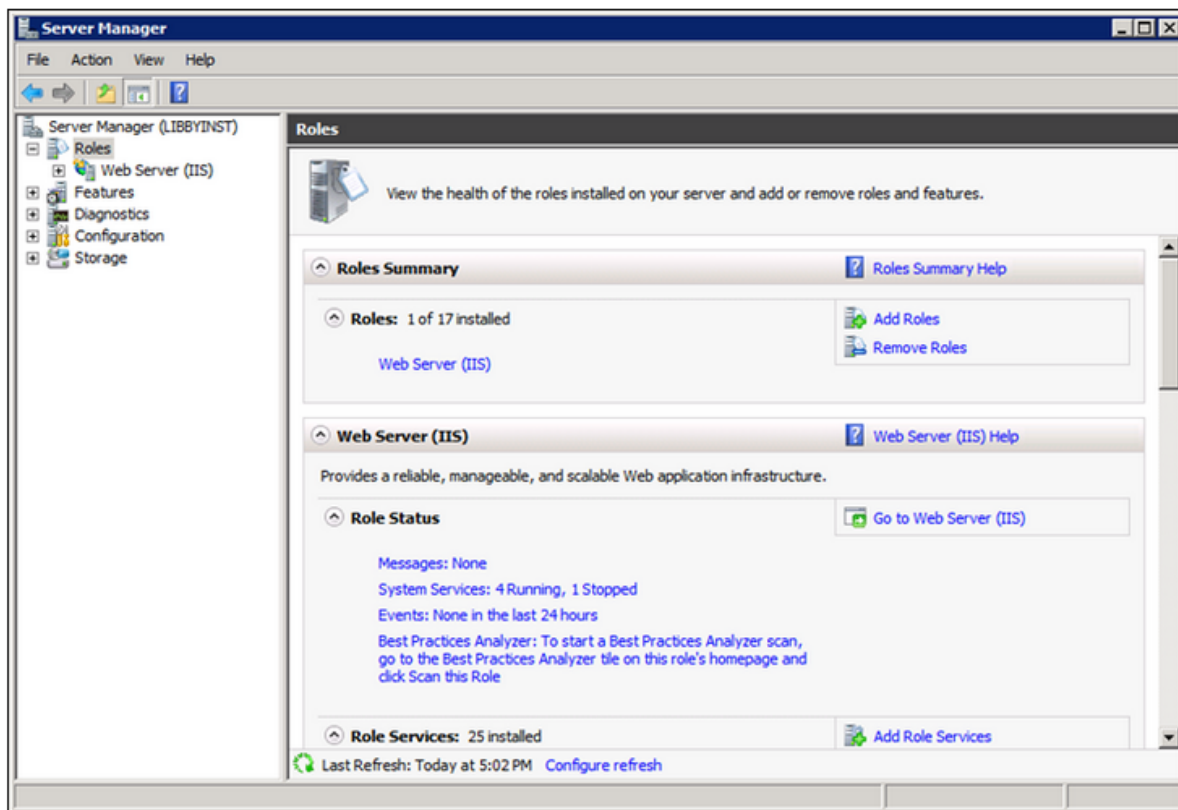 Server Manager
File Action View Help
Server Manager (LIBBYINST)
Roles
Web Server (IIS)
Features
Diagnostics
Configuration
Storage
Roles
View the health of the roles installed on your server and add or remove roles and features.
Roles Summary
Roles Summary Help
Roles: 1 of 17 installed
Add Roles
Remove Roles
Web Server (IIS)
Web Server (IIS)
Web Server (IIS) Help
Provides a reliable, manageable, and scalable Web application infrastructure.
Role Status
Go to Web Server (IIS)
Messages: None
System Services: 4 Running, 1 Stopped
Events: None in the last 24 hours
Best Practices Analyzer: To start a Best Practices Analyzer scan,
go to the Best Practices Analyzer tile on this role's homepage and
click Scan this Role
Role Services: 25 installed
Add Role Services
Last Refresh: Today at 5:02 PM Configure refresh